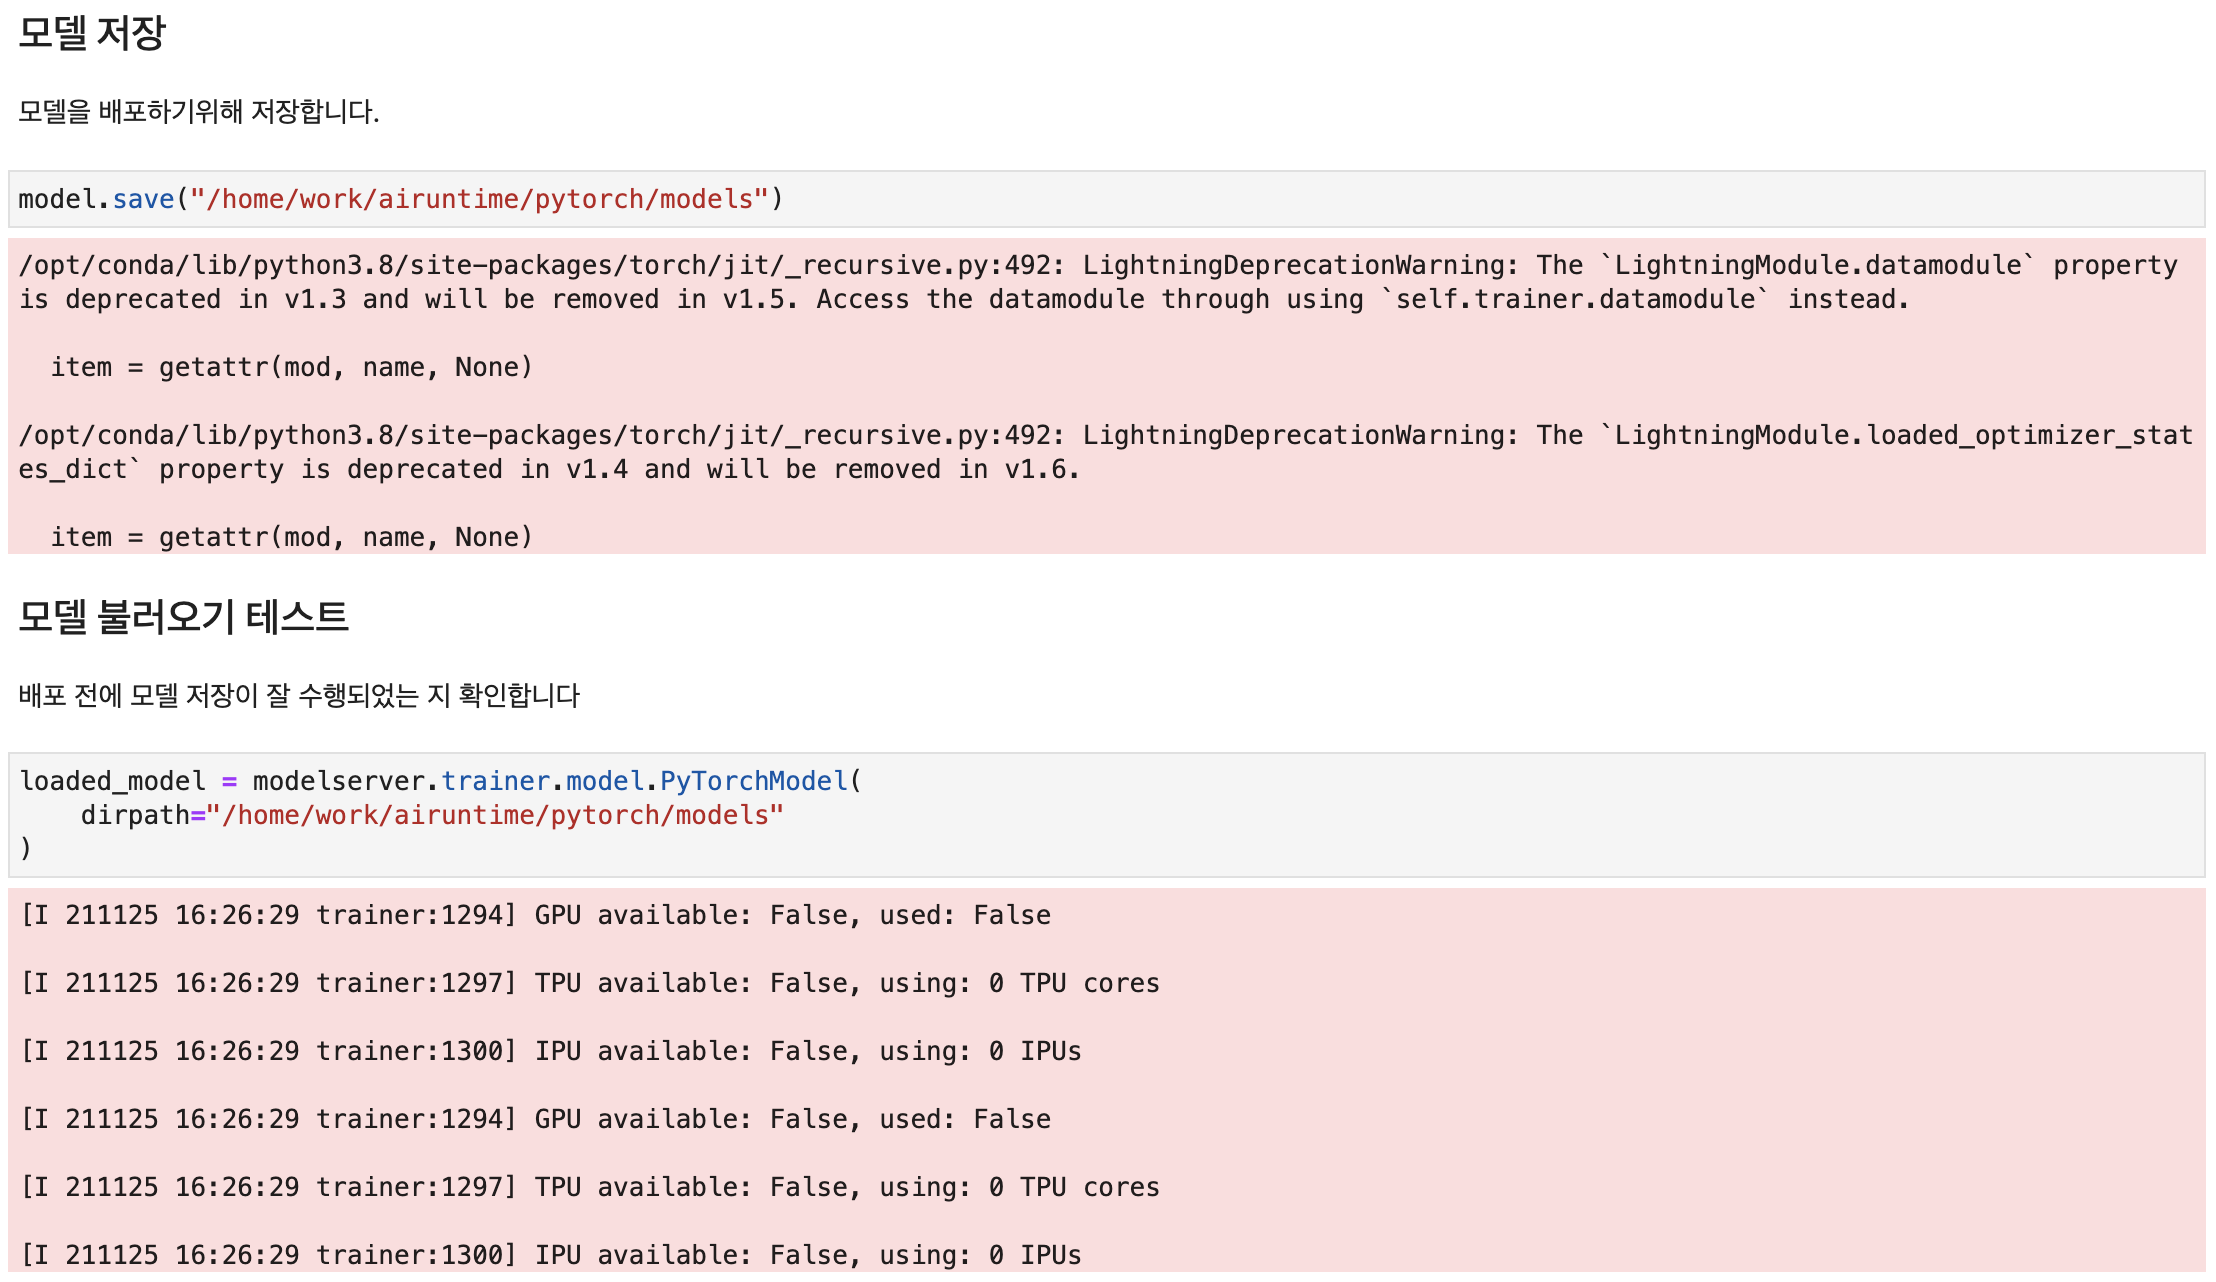 모델 저장
모델을 배포하기위해 저장합니다.
model.save("/home/work/airuntime/pytorch/models")
/opt/conda/lib/python3.8/site-packages/torch/jit/_recursive.py:492: LightningDeprecationWarning: The `LightningModule.datamodule` property
is deprecated in v1.3 and will be removed in v1.5. Access the datamodule through using `self.trainer.datamodule` instead.
  item = getattr(mod, name, None)
/opt/conda/lib/python3.8/site-packages/torch/jit/_recursive.py:492: LightningDeprecationWarning: The `LightningModule.loaded_optimizer_stat
es_dict` property is deprecated in v1.4 and will be removed in v1.6.
  item = getattr(mod, name, None)
모델 불러오기 테스트
배포 전에 모델 저장이 잘 수행되었는 지 확인합니다
loaded_model = modelserver.trainer.model.PyTorchModel(
    dirpath="/home/work/airuntime/pytorch/models"
)
[I 211125 16:26:29 trainer:1294] GPU available: False, used: False
[I 211125 16:26:29 trainer:1297] TPU available: False, using: 0 TPU cores
[I 211125 16:26:29 trainer:1300] IPU available: False, using: 0 IPUs
[I 211125 16:26:29 trainer:1294] GPU available: False, used: False
[I 211125 16:26:29 trainer:1297] TPU available: False, using: 0 TPU cores
[I 211125 16:26:29 trainer:1300] IPU available: False, using: 0 IPUs